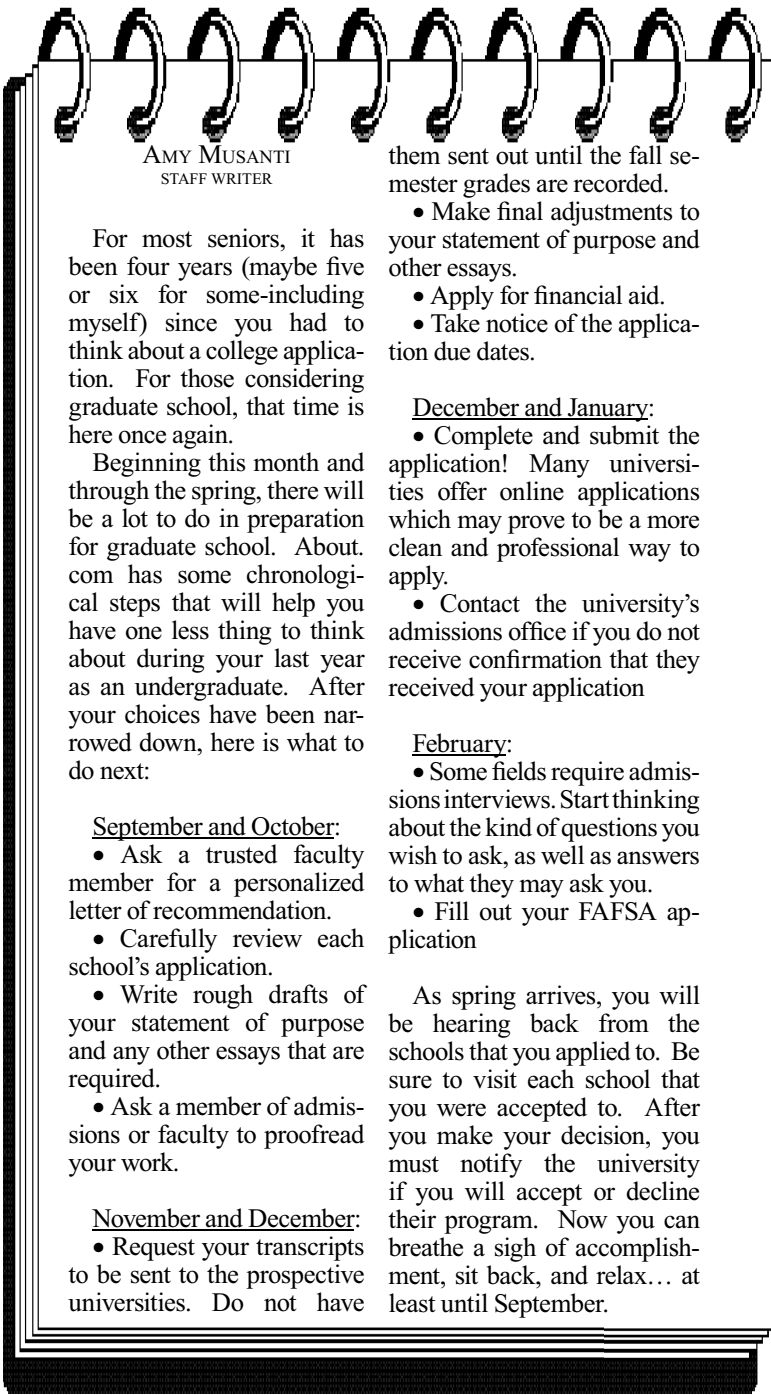 AMY MUSANTI
STAFF WRITER
For most seniors, it has
been four years (maybe five
or six for some-including
myself) since you had to
think about a college applica-
tion. For those considering
graduate school, that time is
here once again.
Beginning this month and
through the spring, there will
be a lot to do in preparation
for graduate school. About.
com has some chronologi-
cal steps that will help you
have one less thing to think
about during your last year
as an undergraduate. After
your choices have been nar-
rowed down, here is what to
do next:
September and October:
• Ask a trusted faculty
member for a personalized
letter of recommendation.
• Carefully review each
school's application.
• Write rough drafts of
your statement of purpose
and any other essays that are
required.
• Ask a member of admis-
sions or faculty to proofread
your work.
November and December:
• Request your transcripts
to be sent to the prospective
universities. Do not have
them sent out until the fall se-
mester grades are recorded.
• Make final adjustments to
your statement of purpose and
other essays.
• Apply for financial aid.
• Take notice of the applica-
tion due dates.
December and January:
• Complete and submit the
application! Many universi-
ties offer online applications
which may prove to be a more
clean and professional way to
apply.
• Contact the university's
admissions office if you do not
receive confirmation that they
received your application
February:
• Some fields require admis-
sions interviews. Start thinking
about the kind of questions you
wish to ask, as well as answers
to what they may ask you.
• Fill out your FAFSA ap-
plication
As spring arrives, you will
be hearing back from the
schools that you applied to. Be
sure to visit each school that
you were accepted to. After
you make your decision, you
must notify the university
if you will accept or decline
their program. Now you can
breathe a sigh of accomplish-
ment, sit back, and relax… at
least until September.